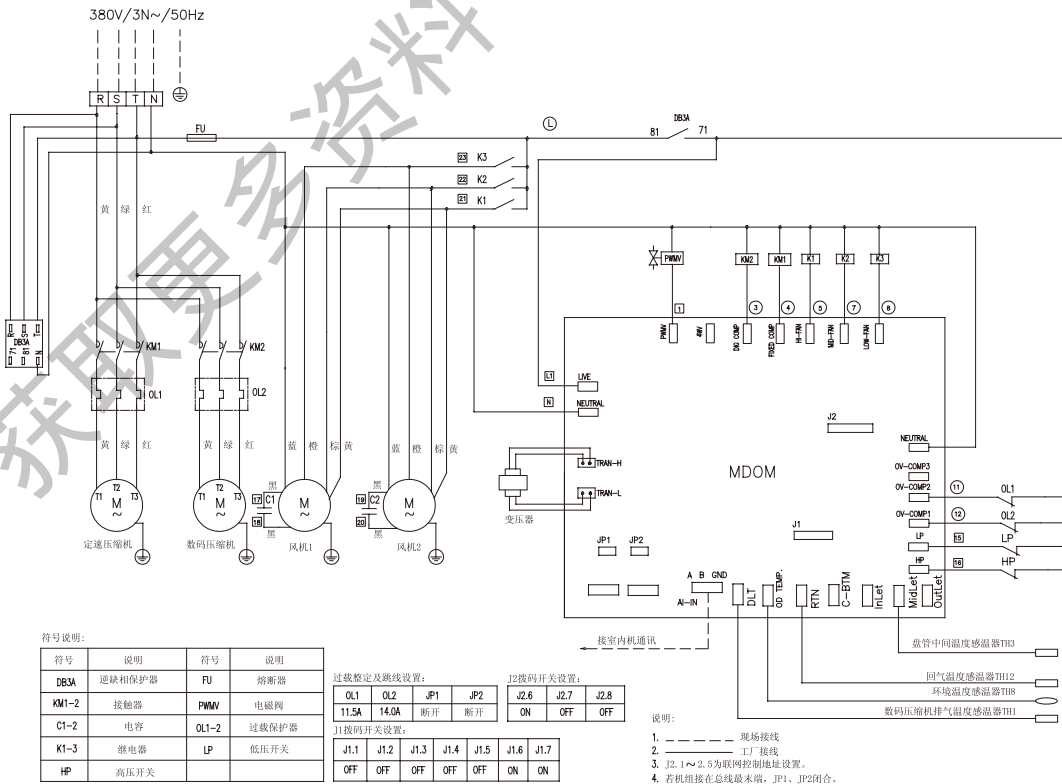 380V/3N~/50Hz
获取更多资料
R S T N
FU
L
DB3A
81 71
23 K3
22 K2
21 K1
黄 绿 红
PWMV KM2 KM1 K1 K2 K3
1 3 4 5 7 8
PWMV 4WV DIG COMP FIXED COMP HI-FAN MID-FAN LOW-FAN
R S T
DB3A
71 81 N
KM1 KM2
OL1 OL2
L1 LIVE
N NEUTRAL
J2
NEUTRAL
OV-COMP3
OV-COMP2 11 OL1
OV-COMP1 12 OL2
LP 15 LP
HP 16 HP
黄 绿 红 黄 绿 红 蓝 橙 棕 黄 蓝 橙 棕 黄
MDOM
TRAN-H
TRAN-L
变压器
T1 T2 T3 M ~
T1 T2 T3 M ~
黑 17 C1 18 黑 M ~
黑 19 C2 20 黑 M ~
定速压缩机 数码压缩机 风机1 风机2
J1
JP1 JP2
A B GND
AI-IN
DLT OD TEMP. RTN C-BTM InLet MidLet OutLet
接室内机通讯
盘管中间温度感温器TH3
回气温度感温器TH12
环境温度感温器TH8
数码压缩机排气温度感温器TH1
符号说明:
符号 说明 符号 说明
DB3A 逆缺相保护器 FU 熔断器
KM1-2 接触器 PWMV 电磁阀
C1-2 电容 OL1-2 过载保护器
K1-3 继电器 LP 低压开关
HP 高压开关
过载整定及跳线设置:
OL1 OL2 JP1 JP2
11.5A 14.0A 断开 断开
J1拨码开关设置:
J1.1 J1.2 J1.3 J1.4 J1.5 J1.6 J1.7
OFF OFF OFF OFF OFF ON ON
J2拨码开关设置:
J2.6 J2.7 J2.8
ON OFF OFF
说明:
1. 现场接线
2. 工厂接线
3. J2.1~2.5为联网控制地址设置。
4. 若机组接在总线最末端，JP1、JP2闭合。